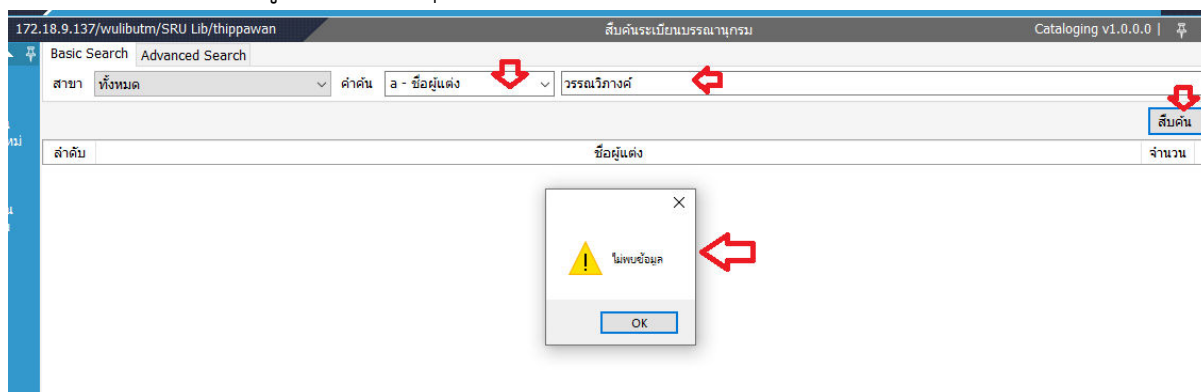 172.18.9.137/wulibutm/SRU Lib/thippawan สืบค้นระเบียนบรรณานุกรม Cataloging v1.0.0.0 |
Basic Search Advanced Search
สาขา ทั้งหมด คำค้น a - ชื่อผู้แต่ง วรรณวิภางค์
สืบค้น
ลำดับ ชื่อผู้แต่ง จำนวน
ไม่พบข้อมูล
OK